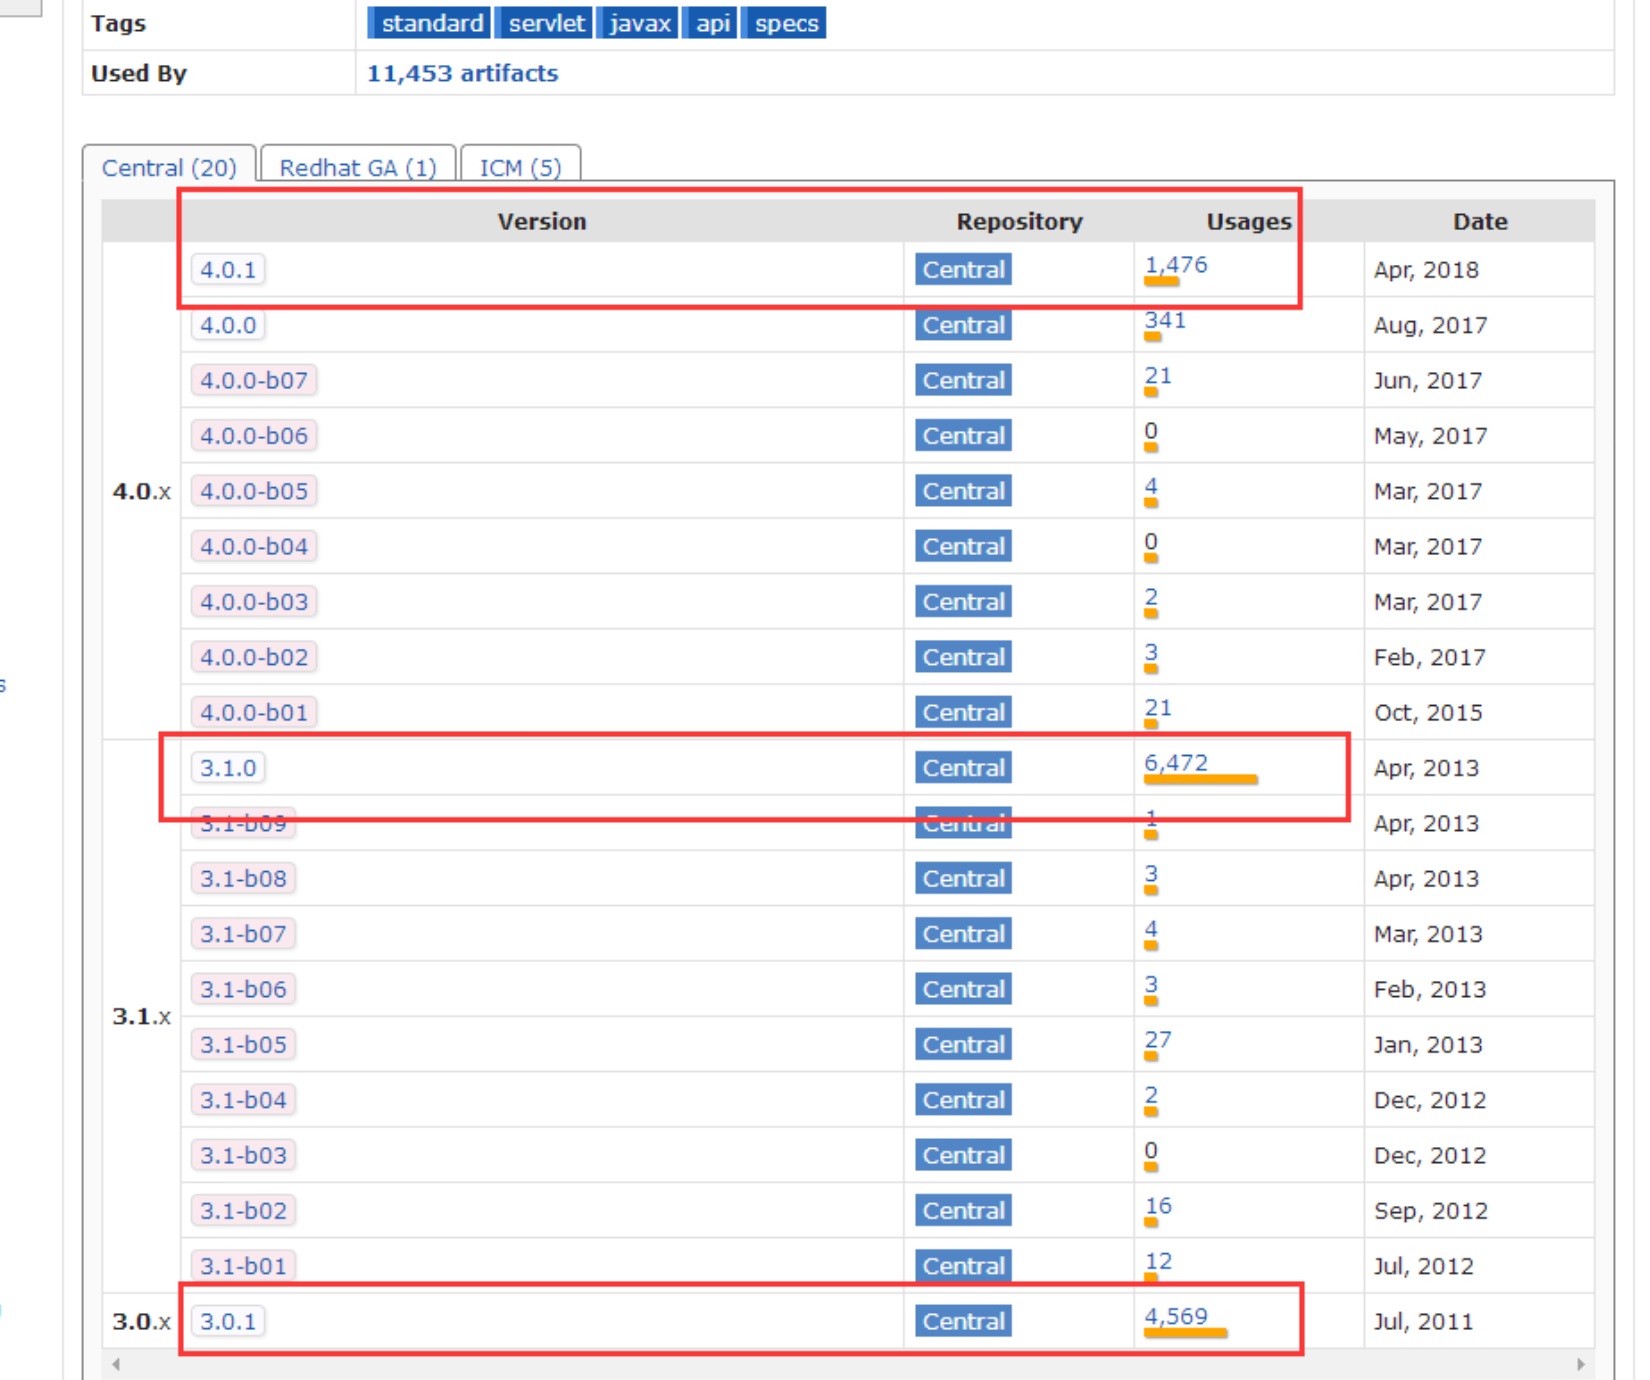 Tags standard servlet javax api specs
Used By 11,453 artifacts
Central (20) Redhat GA (1) ICM (5)
Version Repository Usages Date
4.0.1 Central 1,476 Apr, 2018
4.0.0 Central 341 Aug, 2017
4.0.0-b07 Central 21 Jun, 2017
4.0.0-b06 Central 0 May, 2017
4.0.x 4.0.0-b05 Central 4 Mar, 2017
4.0.0-b04 Central 0 Mar, 2017
4.0.0-b03 Central 2 Mar, 2017
4.0.0-b02 Central 3 Feb, 2017
s
4.0.0-b01 Central 21 Oct, 2015
3.1.0 Central 6,472 Apr, 2013
3.1-b09 Central 1 Apr, 2013
3.1-b08 Central 3 Apr, 2013
3.1-b07 Central 4 Mar, 2013
3.1-b06 Central 3 Feb, 2013
3.1.x
3.1-b05 Central 27 Jan, 2013
3.1-b04 Central 2 Dec, 2012
3.1-b03 Central 0 Dec, 2012
3.1-b02 Central 16 Sep, 2012
3.1-b01 Central 12 Jul, 2012
3.0.x 3.0.1 Central 4,569 Jul, 2011